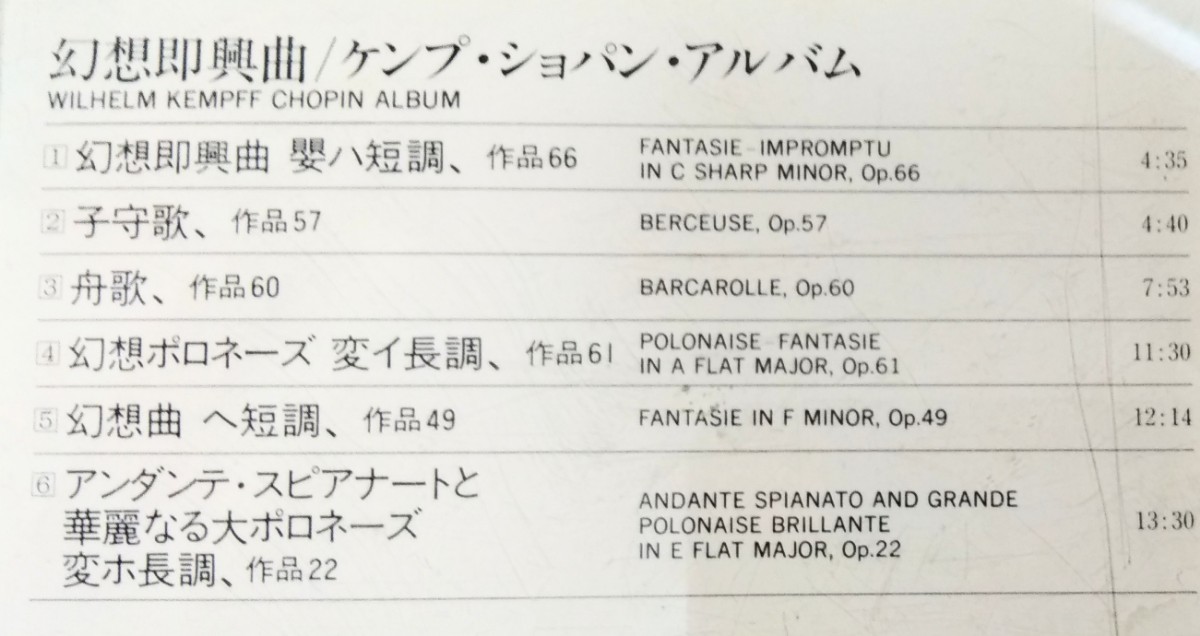 幻想即興曲/ケンプ・ショパン・アルバム
WILHELM KEMPFF CHOPIN ALBUM
1 幻想即興曲 嬰ハ短調、作品66
FANTASIE-IMPROMPTU
IN C SHARP MINOR, Op.66
4:35
2 子守歌、作品57
BERCEUSE, Op.57
4:40
3 舟歌、作品60
BARCAROLLE, Op.60
7:53
4 幻想ポロネーズ 変イ長調、作品61
POLONAISE-FANTASIE
IN A FLAT MAJOR, Op.61
11:30
5 幻想曲 ヘ短調、作品49
FANTASIE IN F MINOR, Op.49
12:14
6 アンダンテ・スピアナートと
華麗なる大ポロネーズ
変ホ長調、作品22
ANDANTE SPIANATO AND GRANDE
POLONAISE BRILLANTE
IN E FLAT MAJOR, Op.22
13:30